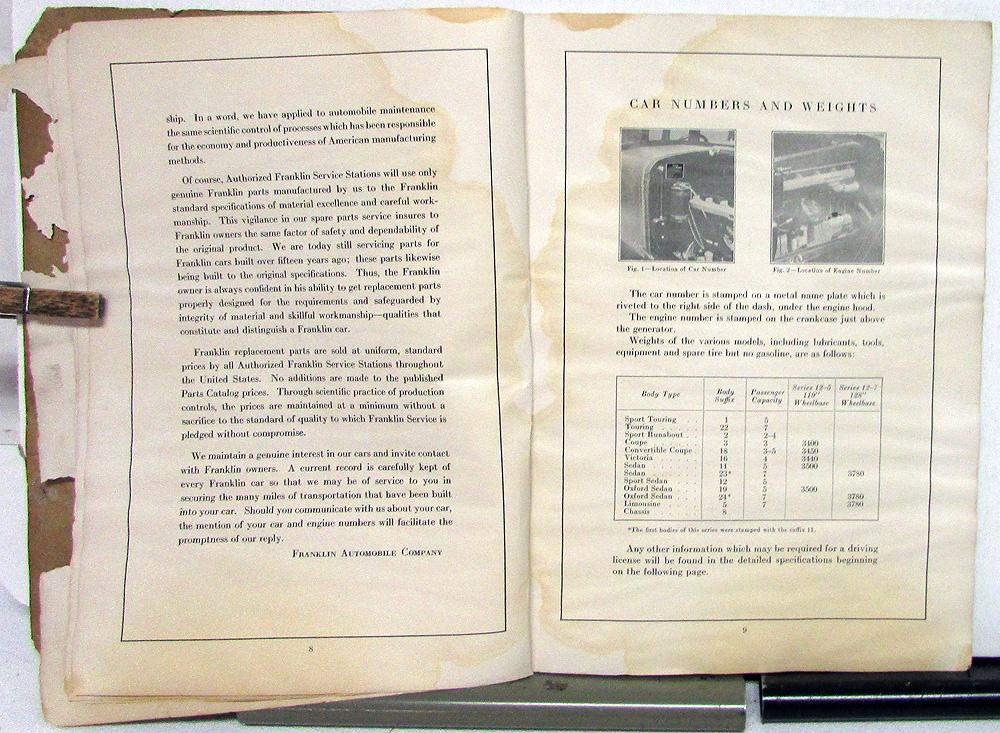 ship. In a word, we have applied to automobile maintenance
the same scientific control of processes which has been responsible
for the economy and productiveness of American manufacturing
methods.
Of course, Authorized Franklin Service Stations will use only
genuine Franklin parts manufactured by us to the Franklin
standard specifications of material excellence and careful work-
manship. This vigilance in our spare parts service insures to
Franklin owners the same factor of safety and dependability of
the original product. We are today still servicing parts for
Franklin cars built over fifteen years ago; these parts likewise
being built to the original specifications. Thus, the Franklin
owner is always confident in his ability to get replacement parts
properly designed for the requirements and safeguarded by
integrity of material and skillful workmanship—qualities that
constitute and distinguish a Franklin car.
Franklin replacement parts are sold at uniform, standard
prices by all Authorized Franklin Service Stations throughout
the United States. No additions are made to the published
Parts Catalog prices. Through scientific practice of production
controls, the prices are maintained at a minimum without a
sacrifice to the standard of quality to which Franklin Service is
pledged without compromise.
We maintain a genuine interest in our cars and invite contact
with Franklin owners. A current record is carefully kept of
every Franklin car so that we may be of service to you in
securing the many miles of transportation that have been built
into your car. Should you communicate with us about your car,
the mention of your car and engine numbers will facilitate the
promptness of our reply.
FRANKLIN AUTOMOBILE COMPANY
8
CAR NUMBERS AND WEIGHTS
Fig. 1—Location of Car Number
Fig. 2—Location of Engine Number
The car number is stamped on a metal name plate which is
riveted to the right side of the dash, under the engine hood.
The engine number is stamped on the crankcase just above
the generator.
Weights of the various models, including lubricants, tools,
equipment and spare tire but no gasoline, are as follows:
Body Type Body Suffix Passenger Capacity Series 12-5 119" Wheelbase Series 12-7 128" Wheelbase
Sport Touring . . 1 5
Touring . . . . 22 7
Sport Runabout . . 2 2-4
Coupe . . . . 3 3 3400
Convertible Coupe . 18 3-5 3450
Victoria . . . . 16 4 3440
Sedan . . . . 11 5 3500
Sedan . . . . 23* 7 3780
Sport Sedan . . . 12 5
Oxford Sedan . . . 19 5 3500
Oxford Sedan . . . 24* 7 3780
Limousine . . . . 5 7 3780
Chassis . . . . 8
*The first bodies of this series were stamped with the suffix 11.
Any other information which may be required for a driving
license will be found in the detailed specifications beginning
on the following page.
9